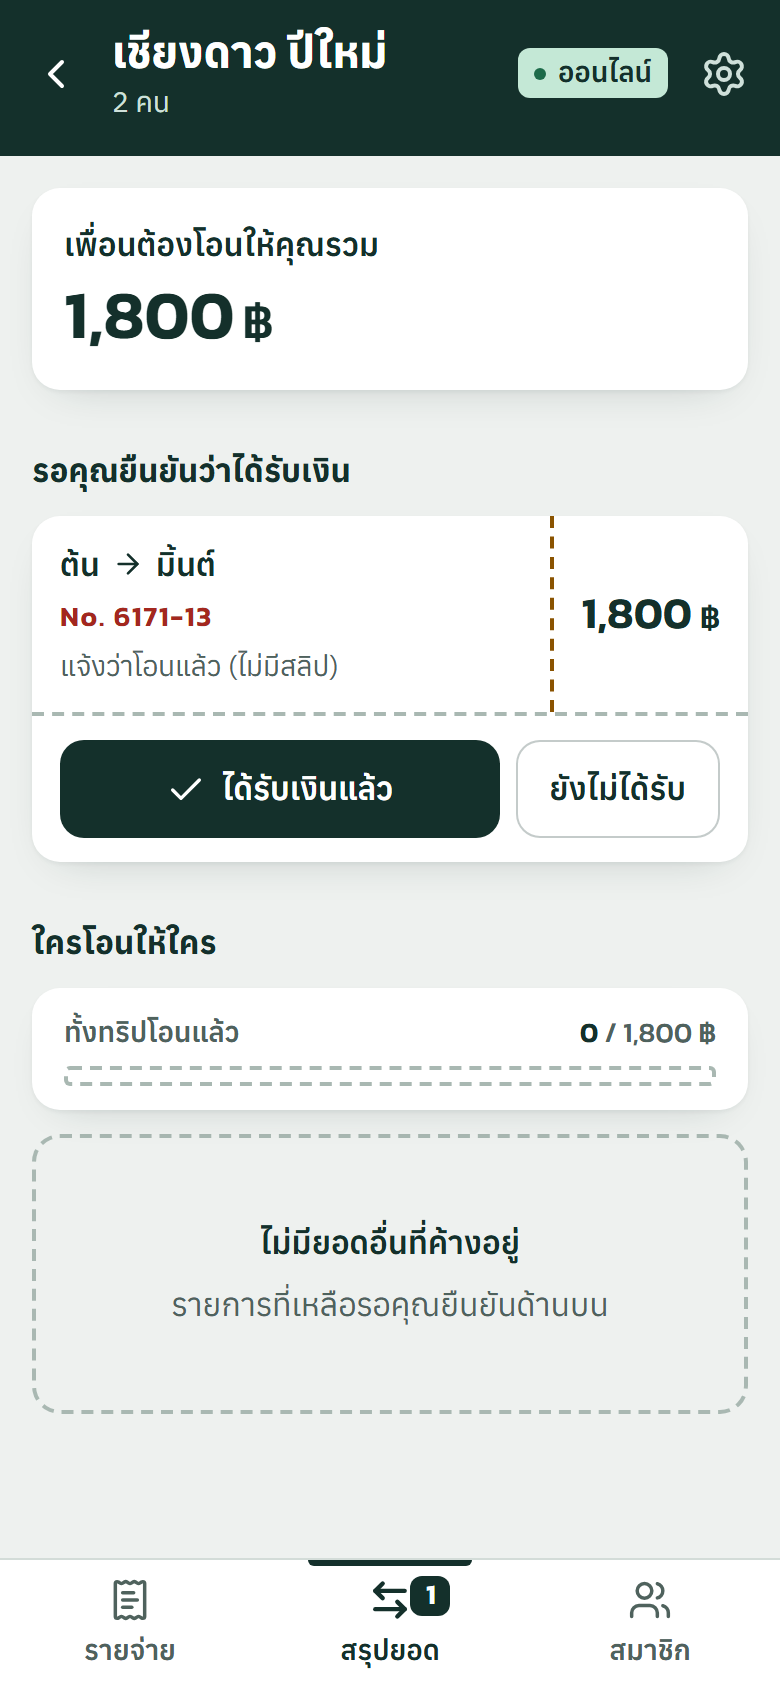 เชียงดาว ปีใหม่
2 คน
ออนไลน์
เพื่อนต้องโอนให้คุณรวม
1,800 ฿
รอคุณยืนยันว่าได้รับเงิน
ต้น → มิ้นต์
No. 6171-13
แจ้งว่าโอนแล้ว (ไม่มีสลิป)
1,800 ฿
ได้รับเงินแล้ว
ยังไม่ได้รับ
ใครโอนให้ใคร
ทั้งทริปโอนแล้ว
0 / 1,800 ฿
ไม่มียอดอื่นที่ค้างอยู่
รายการที่เหลือรอคุณยืนยันด้านบน
รายจ่าย
1
สรุปยอด
สมาชิก